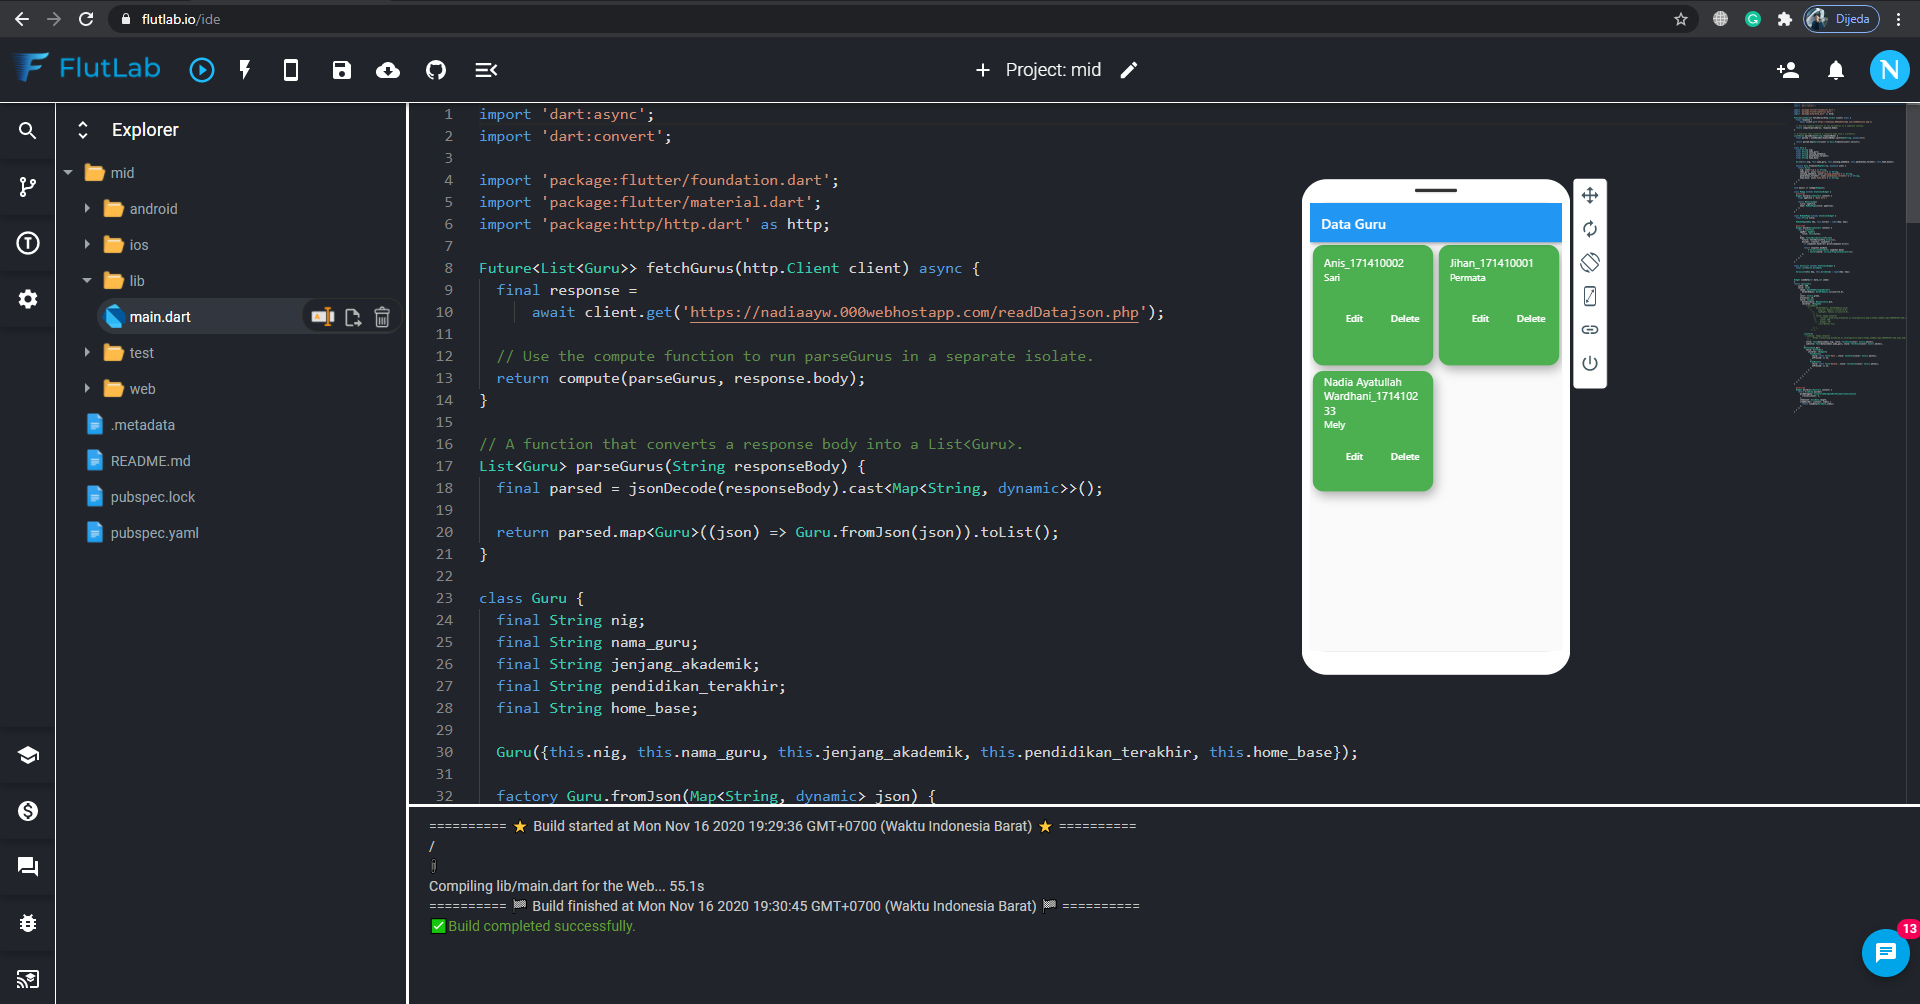 flutlab.io/ide
Dijeda
FlutLab
Project: mid
N
Explorer
mid
android
ios
lib
main.dart
test
web
.metadata
README.md
pubspec.lock
pubspec.yaml
1 import 'dart:async';
2 import 'dart:convert';
3
4 import 'package:flutter/foundation.dart';
5 import 'package:flutter/material.dart';
6 import 'package:http/http.dart' as http;
7
8 Future<List<Guru>> fetchGurus(http.Client client) async {
9 final response =
10 await client.get('https://nadiaayw.000webhostapp.com/readDatajson.php');
11
12 // Use the compute function to run parseGurus in a separate isolate.
13 return compute(parseGurus, response.body);
14 }
15
16 // A function that converts a response body into a List<Guru>.
17 List<Guru> parseGurus(String responseBody) {
18 final parsed = jsonDecode(responseBody).cast<Map<String, dynamic>>();
19
20 return parsed.map<Guru>((json) => Guru.fromJson(json)).toList();
21 }
22
23 class Guru {
24 final String nig;
25 final String nama_guru;
26 final String jenjang_akademik;
27 final String pendidikan_terakhir;
28 final String home_base;
29
30 Guru({this.nig, this.nama_guru, this.jenjang_akademik, this.pendidikan_terakhir, this.home_base});
31
32 factory Guru.fromJson(Map<String, dynamic> json) {
Data Guru
Anis_171410002
Sari
Edit Delete
Jihan_171410001
Permata
Edit Delete
Nadia Ayatullah
Wardhani_1714102
33
Mely
Edit Delete
========== ⭐ Build started at Mon Nov 16 2020 19:29:36 GMT+0700 (Waktu Indonesia Barat) ⭐ ==========
/
Compiling lib/main.dart for the Web... 55.1s
========== 🏁 Build finished at Mon Nov 16 2020 19:30:45 GMT+0700 (Waktu Indonesia Barat) 🏁 ==========
✅ Build completed successfully.
13